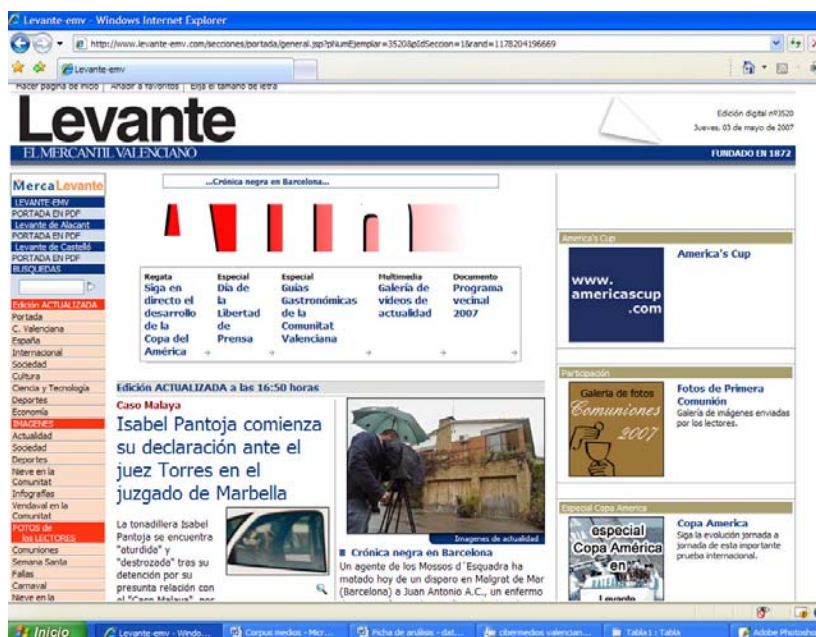 Levante-emv - Windows Internet Explorer
http://www.levante-emv.com/secciones/portada/general.jsp?pNumEjemplar=3520&pIdSeccion=1&rand=1178204196669
Levante-emv
Hacer página de inicio | Añadir a favoritos | Elija el tamaño de letra
Levante
EL MERCANTIL VALENCIANO
Edición digital nº3520
Jueves, 03 de mayo de 2007
FUNDADO EN 1872
MercaLevante
LEVANTE-EMV
PORTADA EN PDF
Levante de Alacant
PORTADA EN PDF
Levante de Castelló
PORTADA EN PDF
BUSQUEDAS
Edición ACTUALIZADA
Portada
C. Valenciana
España
Internacional
Sociedad
Cultura
Ciencia y Tecnología
Deportes
Economía
IMAGENES
Actualidad
Sociedad
Deportes
Nieve en la
Comunitat
Infografías
Vendaval en la
Comunitat
FOTOS de
los LECTORES
Comuniones
Semana Santa
Fallas
Carnaval
Nieve en la
...Crónica negra en Barcelona...
Regata
Siga en
directo el
desarrollo
de la
Copa del
América
Especial
Día de
la
Libertad
de
Prensa
Especial
Guías
Gastronómicas
de la
Comunitat
Valenciana
Multimedia
Galería de
vídeos de
actualidad
Documento
Programa
vecinal
2007
Edición ACTUALIZADA a las 16:50 horas
Caso Malaya
Isabel Pantoja comienza
su declaración ante el
juez Torres en el
juzgado de Marbella
La tonadillera Isabel
Pantoja se encuentra
"aturdida" y
"destrozada" tras su
detención por su
presunta relación con
el "Caso Malaya", por
Imagenes de actualidad
Crónica negra en Barcelona
Un agente de los Mossos d´Esquadra ha
matado hoy de un disparo en Malgrat de Mar
(Barcelona) a Juan Antonio A.C., un enfermo
America's Cup
www.
americascup
.com
America's Cup
Participación
Galería de fotos
Comuniones
2007
Fotos de Primera
Comunión
Galería de imágenes enviadas
por los lectores.
Especial Copa America
especial
Copa América
en
Levante
Copa America
Siga la evolución jornada a
jornada de esta importante
prueba internacional.
Inicio
Levante-emv - Windo...
Corpus medios - Micr...
Ficha de análisis - dat...
cibermedios valencian...
Tabla1 : Tabla
Adobe Photosho